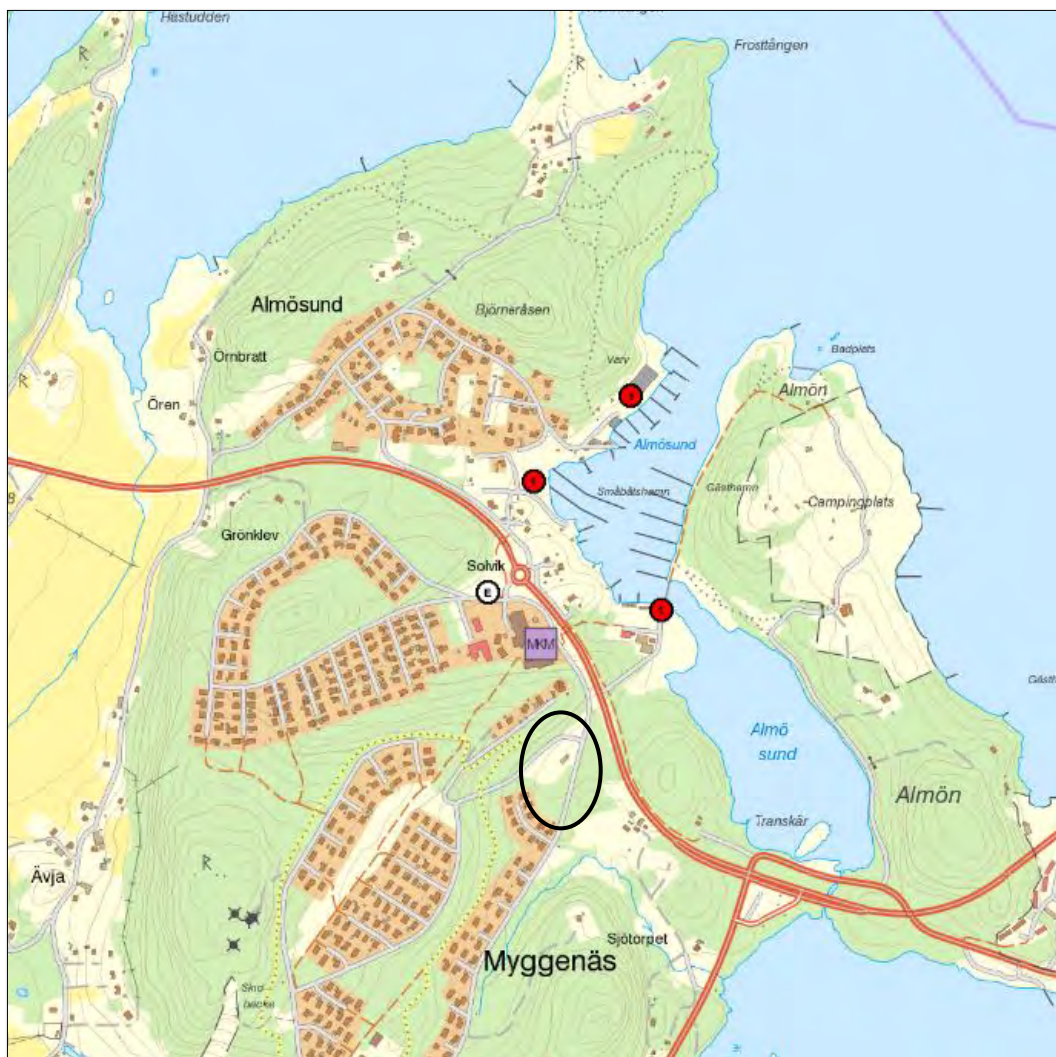 Hästudden
Frosttången
R
R
Almösund
Björneråsen
Örnbratt
Varv
Badplats
Almön
R
Ören
Almösund
Småbåtshamn
Gästhamn
Campingplats
Grönklev
Solvik
E
MKM
Almö
sund
Almön
Transkär
R
Ävja
Sjötorpet
Myggenäs